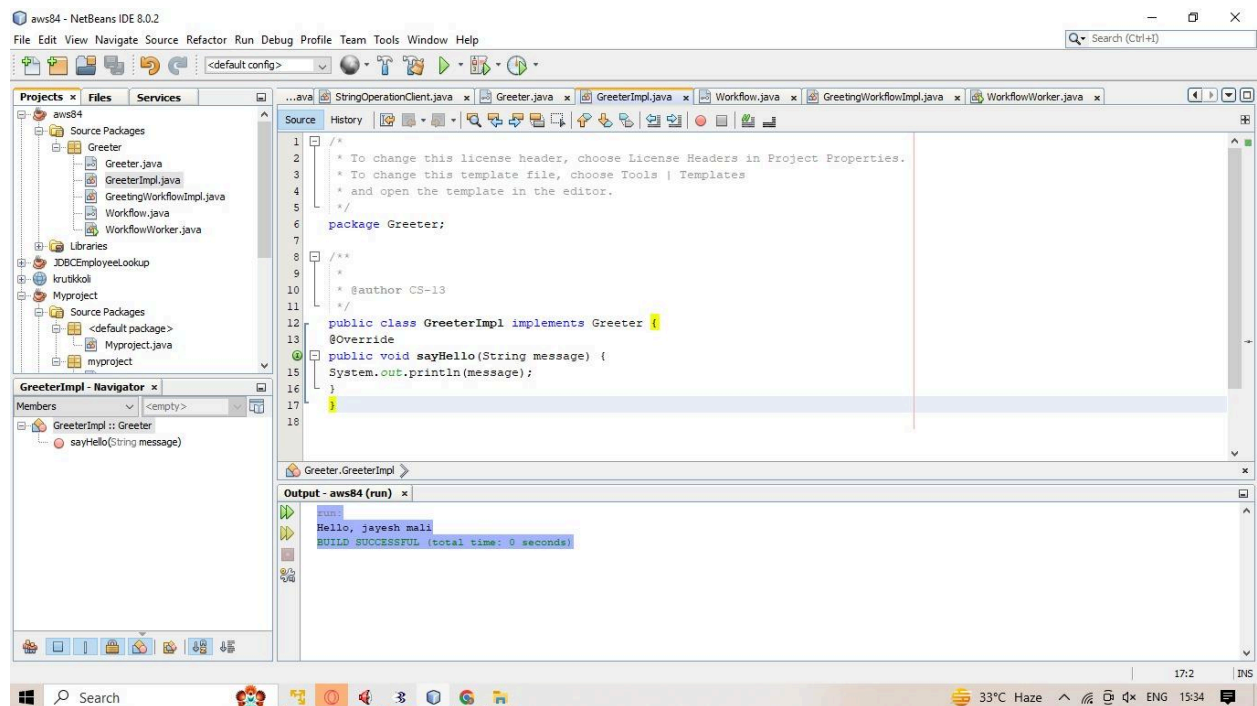 aws84 - NetBeans IDE 8.0.2
File Edit View Navigate Source Refactor Run Debug Profile Team Tools Window Help
Search (Ctrl+I)
<default config>
Projects x Files Services
...ava StringOperationClient.java x Greeter.java x GreeterImpl.java x Workflow.java x GreetingWorkflowImpl.java x WorkflowWorker.java x
Source History
aws84
Source Packages
Greeter
Greeter.java
GreeterImpl.java
GreetingWorkflowImpl.java
Workflow.java
WorkflowWorker.java
Libraries
JDBCEmployeeLookup
krutikkoli
Myproject
Source Packages
<default package>
Myproject.java
myproject
GreeterImpl - Navigator x
Members <empty>
GreeterImpl :: Greeter
sayHello(String message)
1 /*
2 * To change this license header, choose License Headers in Project Properties.
3 * To change this template file, choose Tools | Templates
4 * and open the template in the editor.
5 */
6 package Greeter;
7
8 /**
9 *
10 * @author CS-13
11 */
12 public class GreeterImpl implements Greeter {
13 @Override
public void sayHello(String message) {
15 System.out.println(message);
16 }
17 }
18
Greeter.GreeterImpl
Output - aws84 (run) x
run:
Hello, jayesh mali
BUILD SUCCESSFUL (total time: 0 seconds)
17:2 INS
Search
33°C Haze ENG 15:34